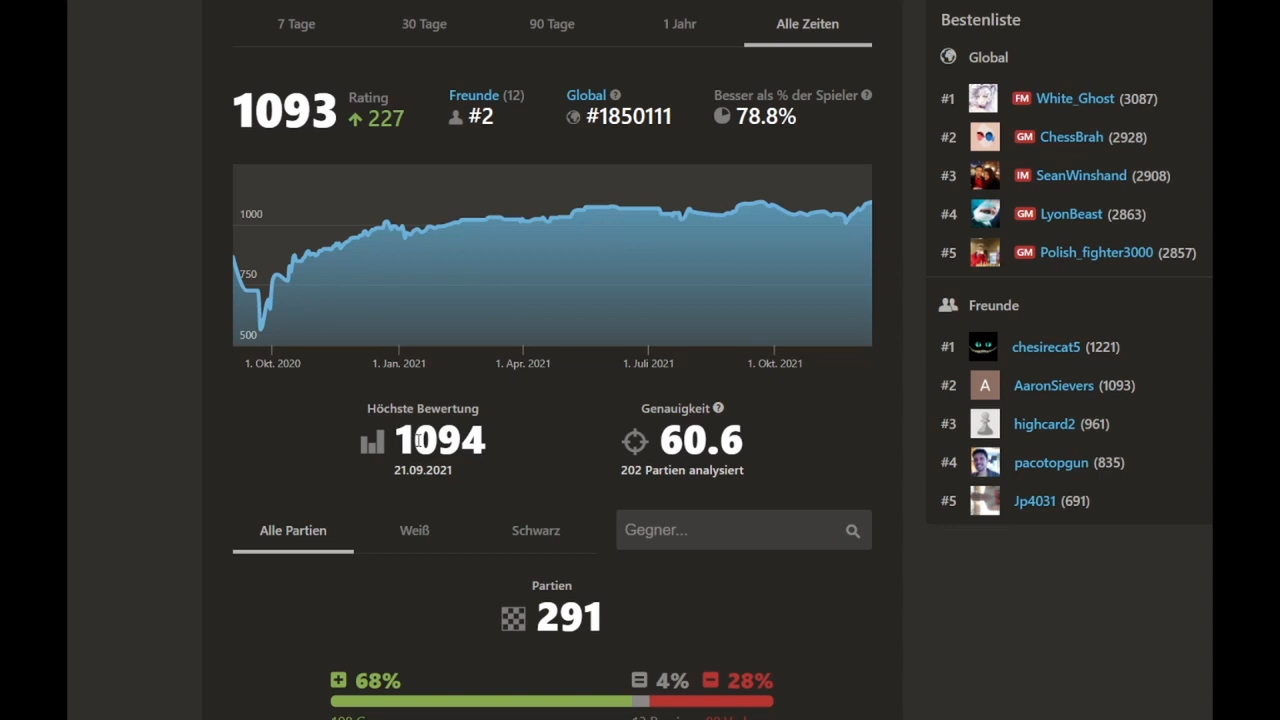 7 Tage
30 Tage
90 Tage
1 Jahr
Alle Zeiten
1093
Rating
227
Freunde (12)
#2
Global
#1850111
Besser als % der Spieler
78.8%
1000
750
500
1. Okt. 2020
1. Jan. 2021
1. Apr. 2021
1. Juli 2021
1. Okt. 2021
Höchste Bewertung
1094
21.09.2021
Genauigkeit
60.6
202 Partien analysiert
Alle Partien
Weiß
Schwarz
Gegner...
Partien
291
68%
4%
28%
Bestenliste
Global
#1 FM White_Ghost (3087)
#2 GM ChessBrah (2928)
#3 IM SeanWinshand (2908)
#4 GM LyonBeast (2863)
#5 GM Polish_fighter3000 (2857)
Freunde
#1 chesirecat5 (1221)
#2 A AaronSievers (1093)
#3 highcard2 (961)
#4 pacotopgun (835)
#5 Jp4031 (691)